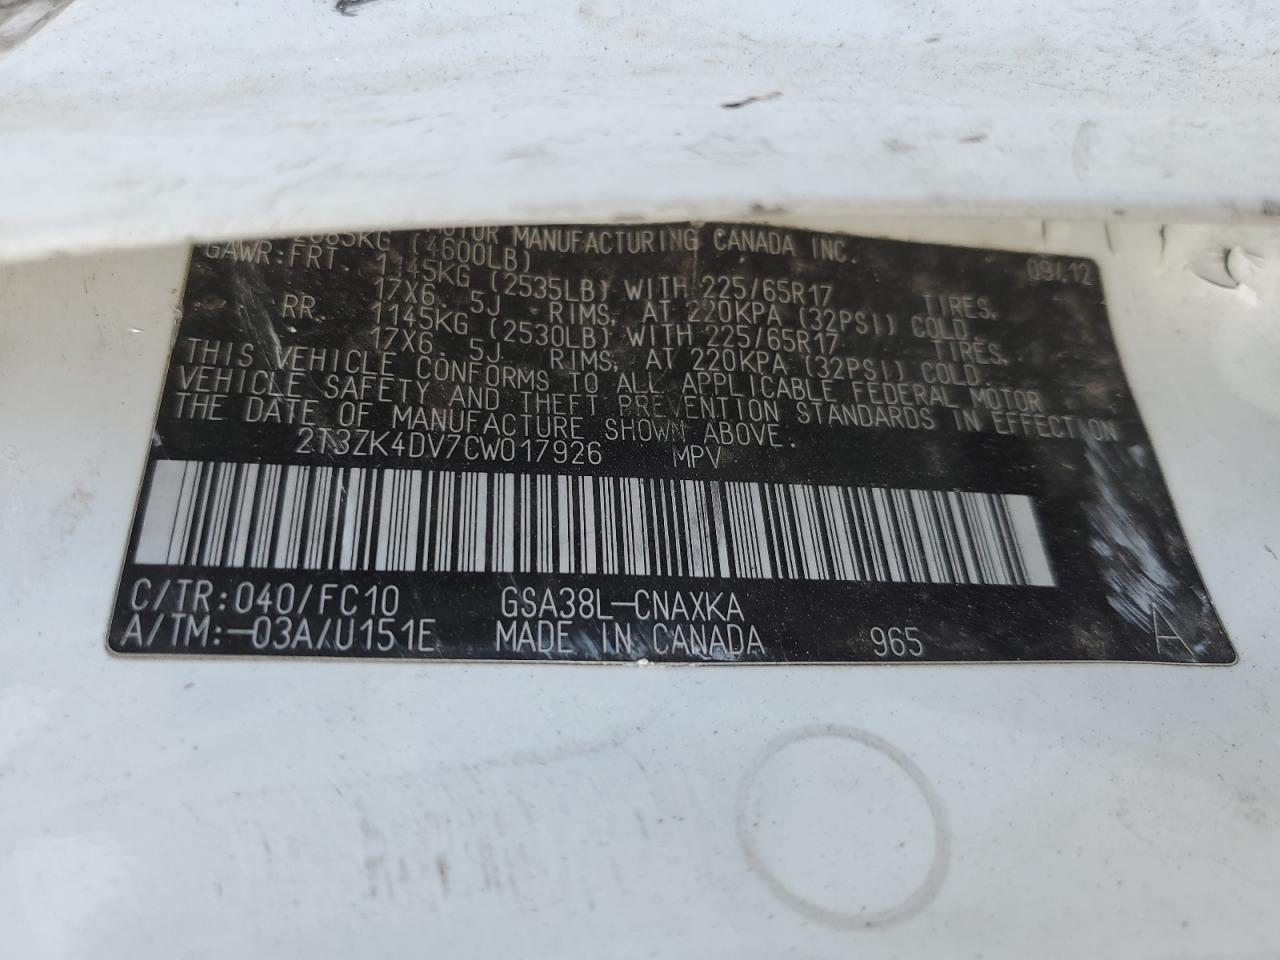 MOTOR MANUFACTURING CANADA INC. 09/12
2085KG (4600LB)
GAWR:FRT 1145KG (2535LB) WITH 225/65R17 TIRES,
17X6.5J RIMS, AT 220KPA (32PSI) COLD
RR 1145KG (2530LB) WITH 225/65R17 TIRES,
17X6.5J RIMS, AT 220KPA (32PSI) COLD.
THIS VEHICLE CONFORMS TO ALL APPLICABLE FEDERAL MOTOR
VEHICLE SAFETY AND THEFT PREVENTION STANDARDS IN EFFECTION
THE DATE OF MANUFACTURE SHOWN ABOVE.
2T3ZK4DV7CW017926 MPV
C/TR:040/FC10 GSA38L-CNAXKA
A/TM:-03A/U151E MADE IN CANADA 965 A